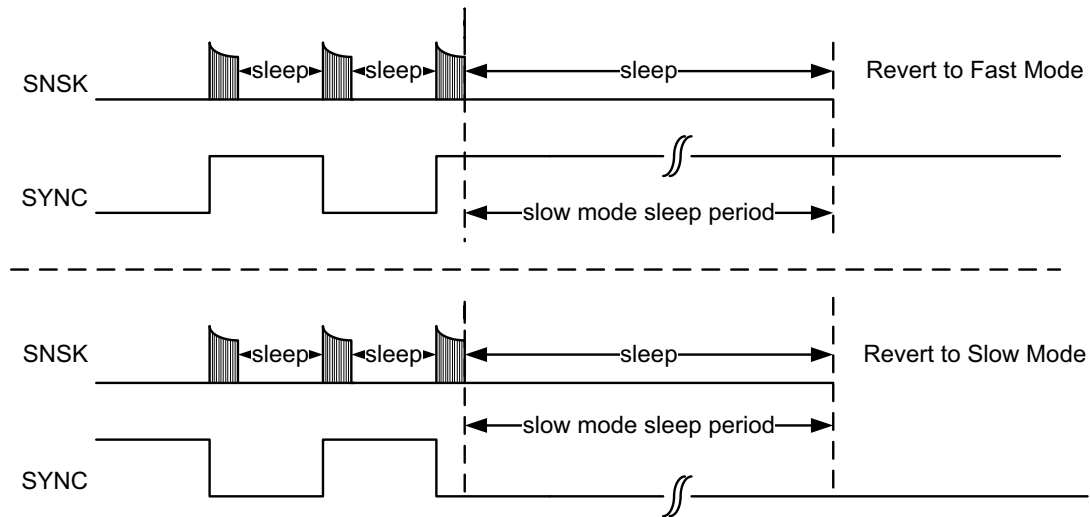 sleep sleep sleep Revert to Fast Mode
SNSK
SYNC
slow mode sleep period
sleep sleep sleep Revert to Slow Mode
SNSK
slow mode sleep period
SYNC